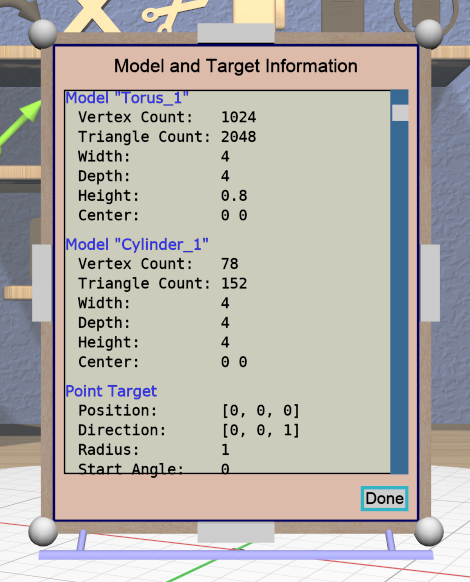 Model and Target Information
Model "Torus_1"
Vertex Count: 1024
Triangle Count: 2048
Width: 4
Depth: 4
Height: 0.8
Center: 0 0
Model "Cylinder_1"
Vertex Count: 78
Triangle Count: 152
Width: 4
Depth: 4
Height: 4
Center: 0 0
Point Target
Position: [0, 0, 0]
Direction: [0, 0, 1]
Radius: 1
Start Angle: 0
Done